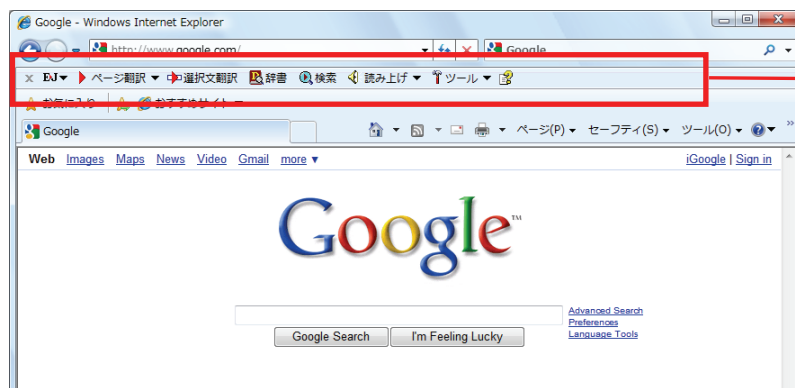 Google - Windows Internet Explorer
http://www.google.com/ Google
x EJ ページ翻訳 選択文翻訳 辞書 検索 読み上げ ツール
お気に入り おすすめサイト
Google ページ(P) セーフティ(S) ツール(O) »
Web Images Maps News Video Gmail more ▼ iGoogle | Sign in
Google™
Advanced Search
Preferences
Language Tools
Google Search I'm Feeling Lucky